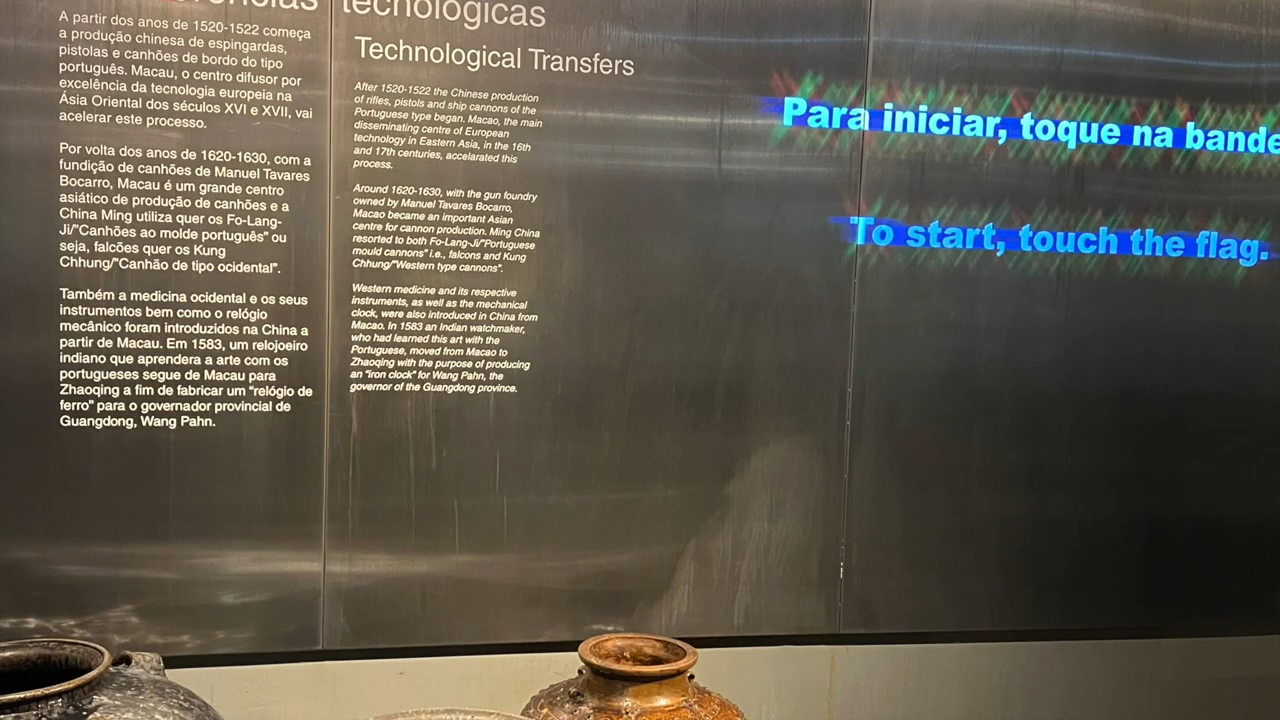 tecnológicas
A partir dos anos de 1520-1522 começa
a produção chinesa de espingardas,
pistolas e canhões de bordo do tipo
português. Macau, o centro difusor por
excelência da tecnologia europeia na
Ásia Oriental dos séculos XVI e XVII, vai
acelerar este processo.
Por volta dos anos de 1620-1630, com a
fundição de canhões de Manuel Tavares
Bocarro, Macau é um grande centro
asiático de produção de canhões e a
China Ming utiliza quer os Fo-Lang-
Ji/"Canhões ao molde português" ou
seja, falcões quer os Kung
Chhung/"Canhão de tipo ocidental".
Também a medicina ocidental e os seus
instrumentos bem como o relógio
mecânico foram introduzidos na China a
partir de Macau. Em 1583, um relojoeiro
indiano que aprendera a arte com os
portugueses segue de Macau para
Zhaoqing a fim de fabricar um "relógio de
ferro" para o governador provincial de
Guangdong, Wang Pahn.
Technological Transfers
After 1520-1522 the Chinese production
of rifles, pistols and ship cannons of the
Portuguese type began. Macao, the main
disseminating centre of European
technology in Eastern Asia, in the 16th
and 17th centuries, accelarated this
process.
Around 1620-1630, with the gun foundry
owned by Manuel Tavares Bocarro,
Macao became an important Asian
centre for cannon production. Ming China
resorted to both Fo-Lang-Ji/"Portuguese
mould cannons" i.e., falcons and Kung
Chhung/"Western type cannons".
Western medicine and its respective
instruments, as well as the mechanical
clock, were also introduced in China from
Macao. In 1583 an Indian watchmaker,
who had learned this art with the
Portuguese, moved from Macao to
Zhaoqing with the purpose of producing
an "iron clock" for Wang Pahn, the
governor of the Guangdong province.
Para iniciar, toque na bande
To start, touch the flag.